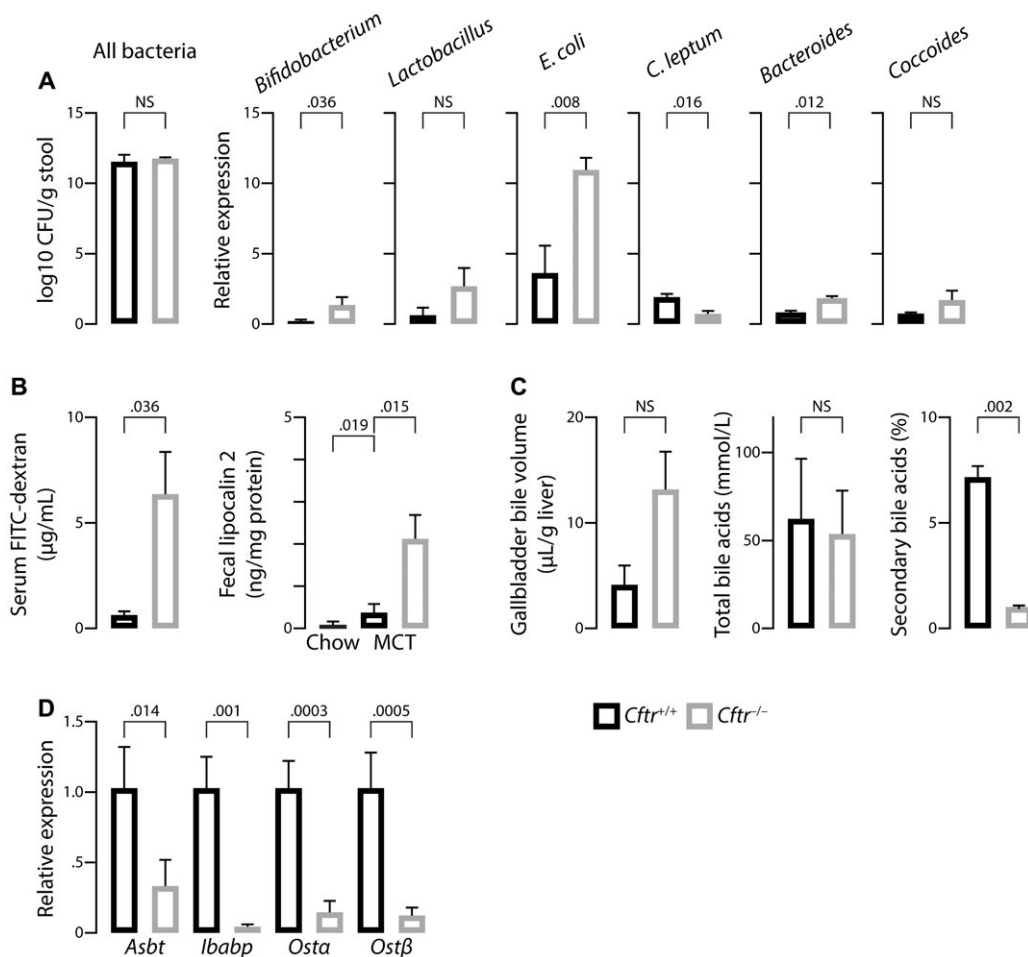 All bacteria
Bifidobacterium
Lactobacillus
E. coli
C. leptum
Bacteroides
Coccoides
A
log10 CFU/g stool
15
10
5
0
NS
Relative expression
15
10
5
0
.036
NS
.008
.016
.012
NS
B
Serum FITC-dextran
(µg/mL)
10
5
0
.036
Fecal lipocalin 2
(ng/mg protein)
5
0
.019
.015
Chow
MCT
C
Gallbladder bile volume
(µL/g liver)
20
10
0
NS
Total bile acids (mmol/L)
100
50
0
NS
Secondary bile acids (%)
10
5
0
.002
Cftr+/+
Cftr−/−
D
Relative expression
1.5
1.0
.5
0
.014
.001
.0003
.0005
Asbt
Ibabp
Ostα
Ostβ